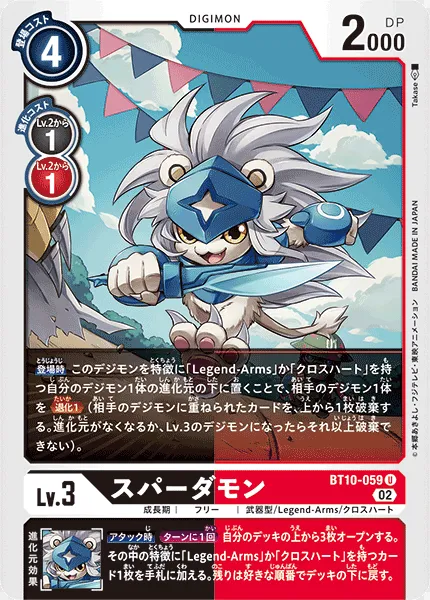 DIGIMON
登場コスト
4
DP
2000
進化コスト
Lv.2から
1
Lv.2から
1
Takase
©本郷あきよし・フジテレビ・東映アニメーション BANDAI MADE IN JAPAN
登場時 このデジモンを特徴に「Legend-Arms」か「クロスハート」を持
つ自分のデジモン1体の進化元の下に置くことで、相手のデジモン1体
を 退化1 (相手のデジモンに重ねられたカードを、上から1枚破棄す
る。進化元がなくなるか、Lv.3のデジモンになったらそれ以上破棄で
きない)。
BT10-059 U
Lv.3
スパーダモン
02
成長期 | フリー | 武器型/Legend-Arms/クロスハート
進化元効果
アタック時 ターンに1回 自分のデッキの上から3枚オープンする。
その中の特徴に「Legend-Arms」か「クロスハート」を持つカー
ド1枚を手札に加える。残りは好きな順番でデッキの下に戻す。